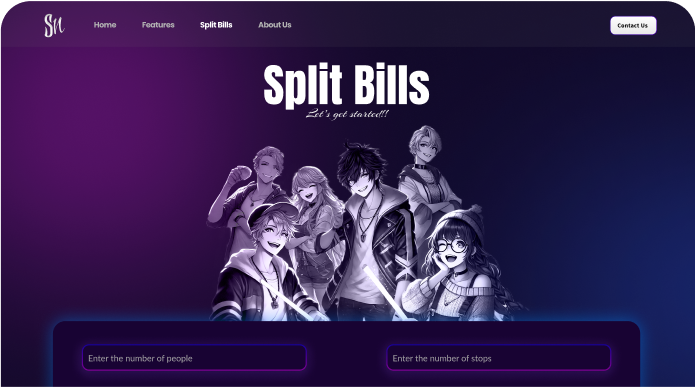 Sn
Home Features Split Bills About Us Contact Us
Split Bills
Let's get started!!
Enter the number of people Enter the number of stops